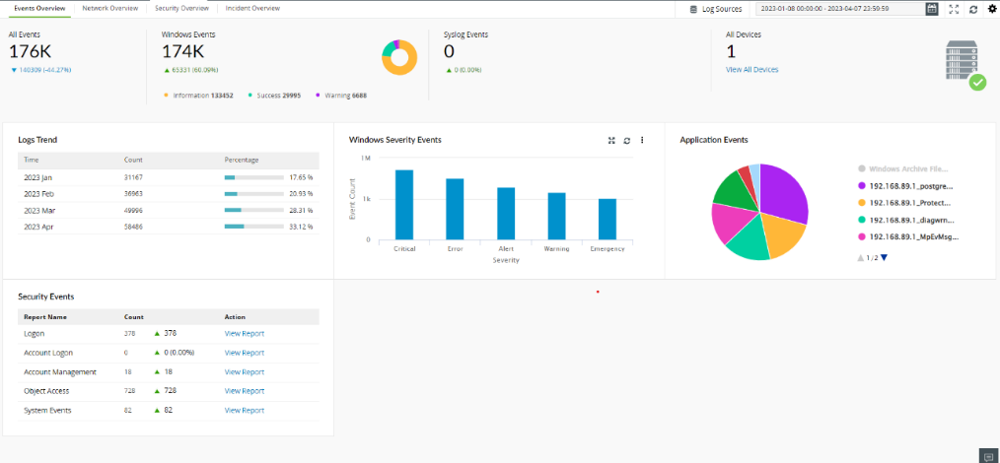 Events Overview Network Overview Security Overview Incident Overview Log Sources 2023-01-08 00:00:00 - 2023-04-07 23:59:59
All Events
176K
(-44.27%)
Windows Events
174K
65331 (60.09%)
Information 133452 Success 29995 Warning 6688
Syslog Events
0
0 (0.00%)
All Devices
1
View All Devices
Logs Trend
Time Count Percentage
2023 Jan 31167 17.65 %
2023 Feb 36963 20.93 %
2023 Mar 49996 28.31 %
2023 Apr 58486 33.12 %
Windows Severity Events
Event Count
1M
1k
0
Critical Error Alert Warning Emergency
Severity
Application Events
Windows Archive File...
192.168.89.1_postgre...
192.168.89.1_Protect...
192.168.89.1_diagwrn...
192.168.89.1_MpEvMsg...
1/2
Security Events
Report Name Count Action
Logon 378 378 View Report
Account Logon 0 0 (0.00%) View Report
Account Management 18 18 View Report
Object Access 728 728 View Report
System Events 82 82 View Report